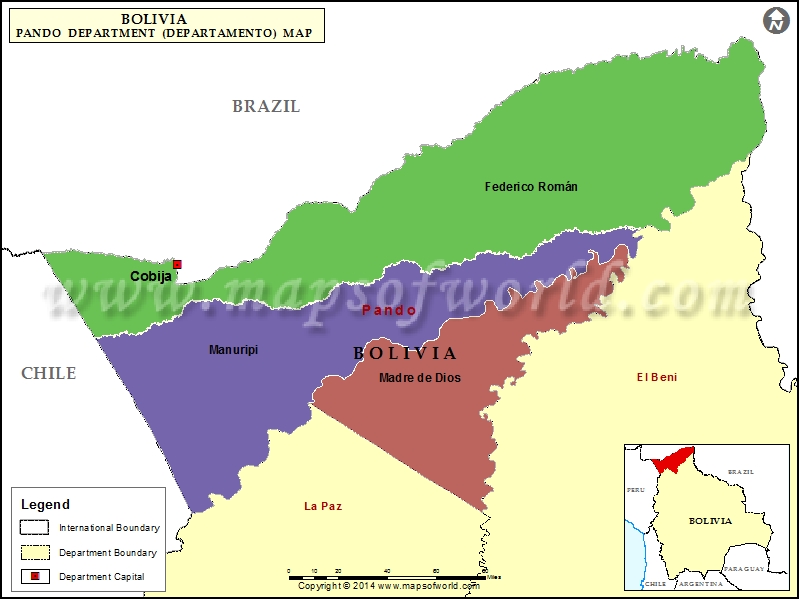 BOLIVIA
PANDO DEPARTMENT (DEPARTAMENTO) MAP
N
BRAZIL
Federico Román
Cobija
www.mapsofworld.com
Pando
Manuripi
BOLIVIA
CHILE
Madre de Dios
El Beni
La Paz
Legend
International Boundary
Department Boundary
Department Capital
0 10 20 40 60 80
Miles
Copyright © 2014 www.mapsofworld.com
BRAZIL
PERU
BOLIVIA
PARAGUAY
CHILE
ARGENTINA